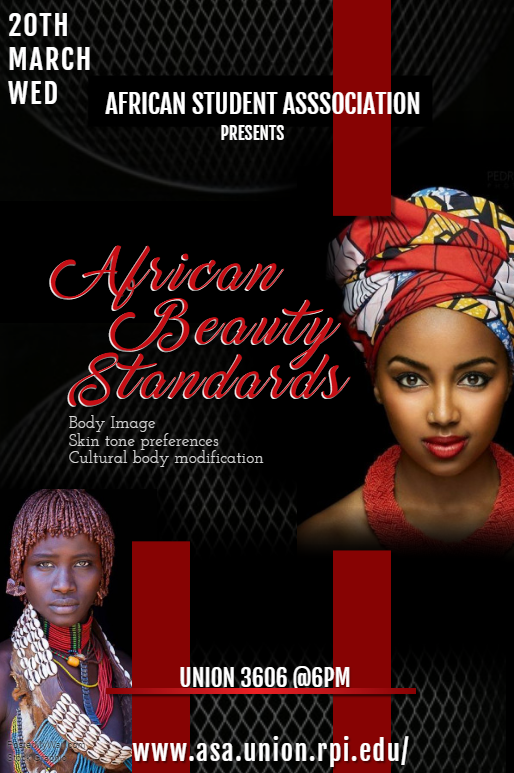 20TH
MARCH
WED
AFRICAN STUDENT ASSSOCIATION
PRESENTS
African
Beauty
Standards
Body Image
Skin tone preferences
Cultural body modification
UNION 3606 @6PM
www.asa.union.rpi.edu/